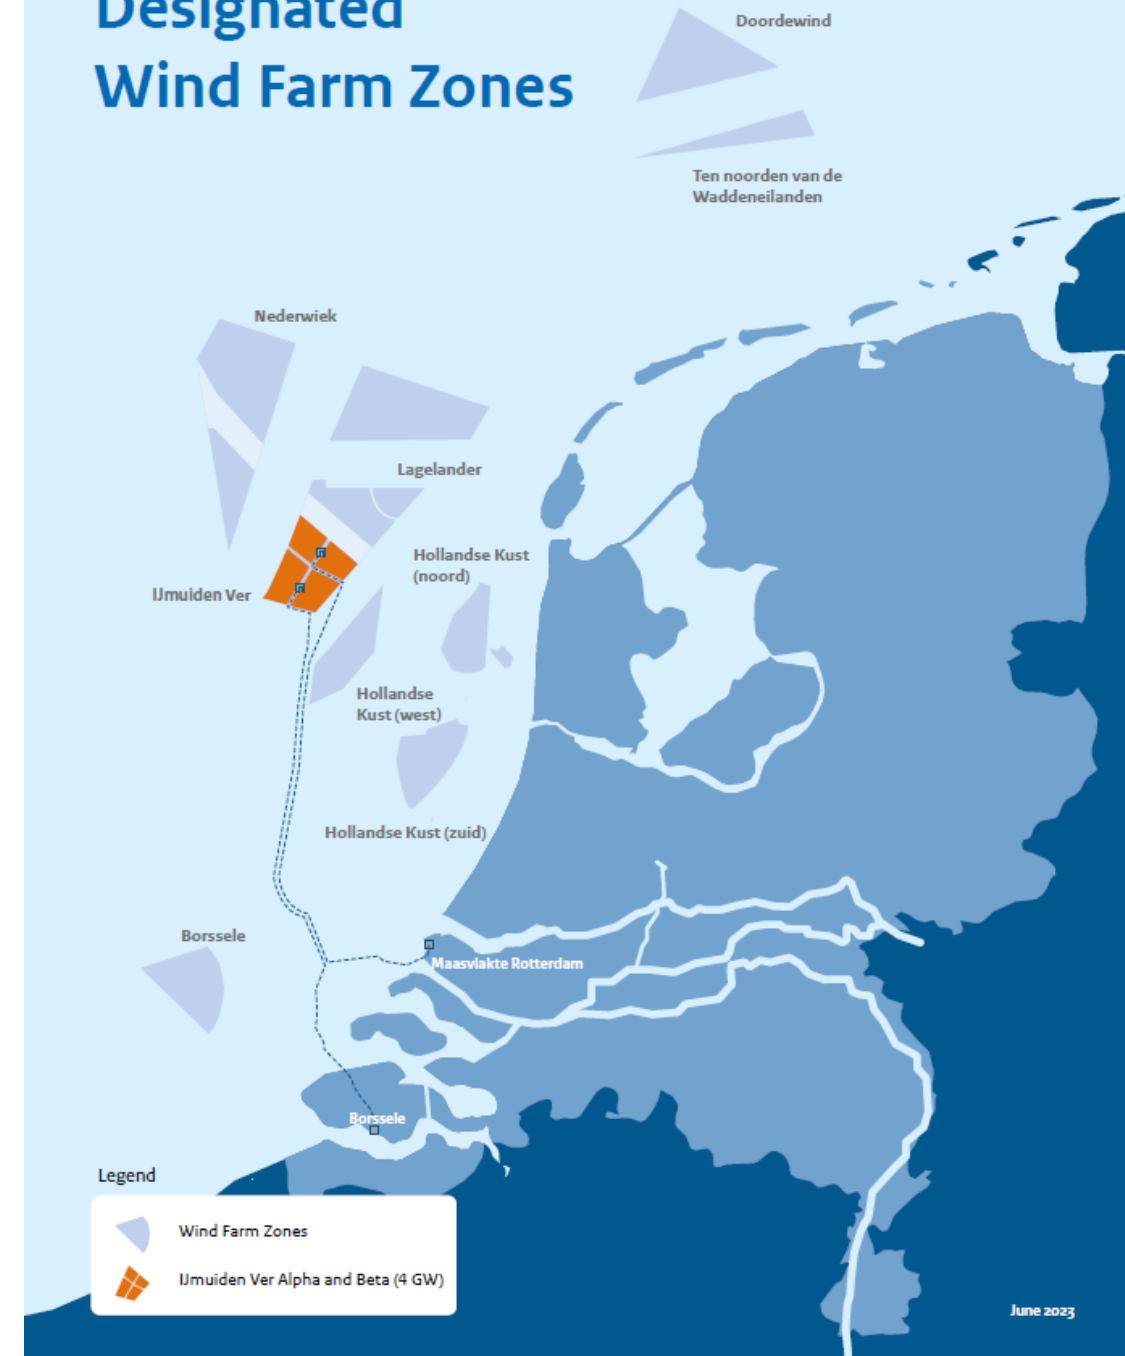 Designated
Wind Farm Zones
Doordewind
Ten noorden van de
Waddeneilanden
Nederwiek
Lagelander
Hollandse Kust
(noord)
IJmuiden Ver
Hollandse
Kust (west)
Hollandse Kust (zuid)
Borssele
Maasvlakte Rotterdam
Borssele
Legend
Wind Farm Zones
IJmuiden Ver Alpha and Beta (4 GW)
June 2023